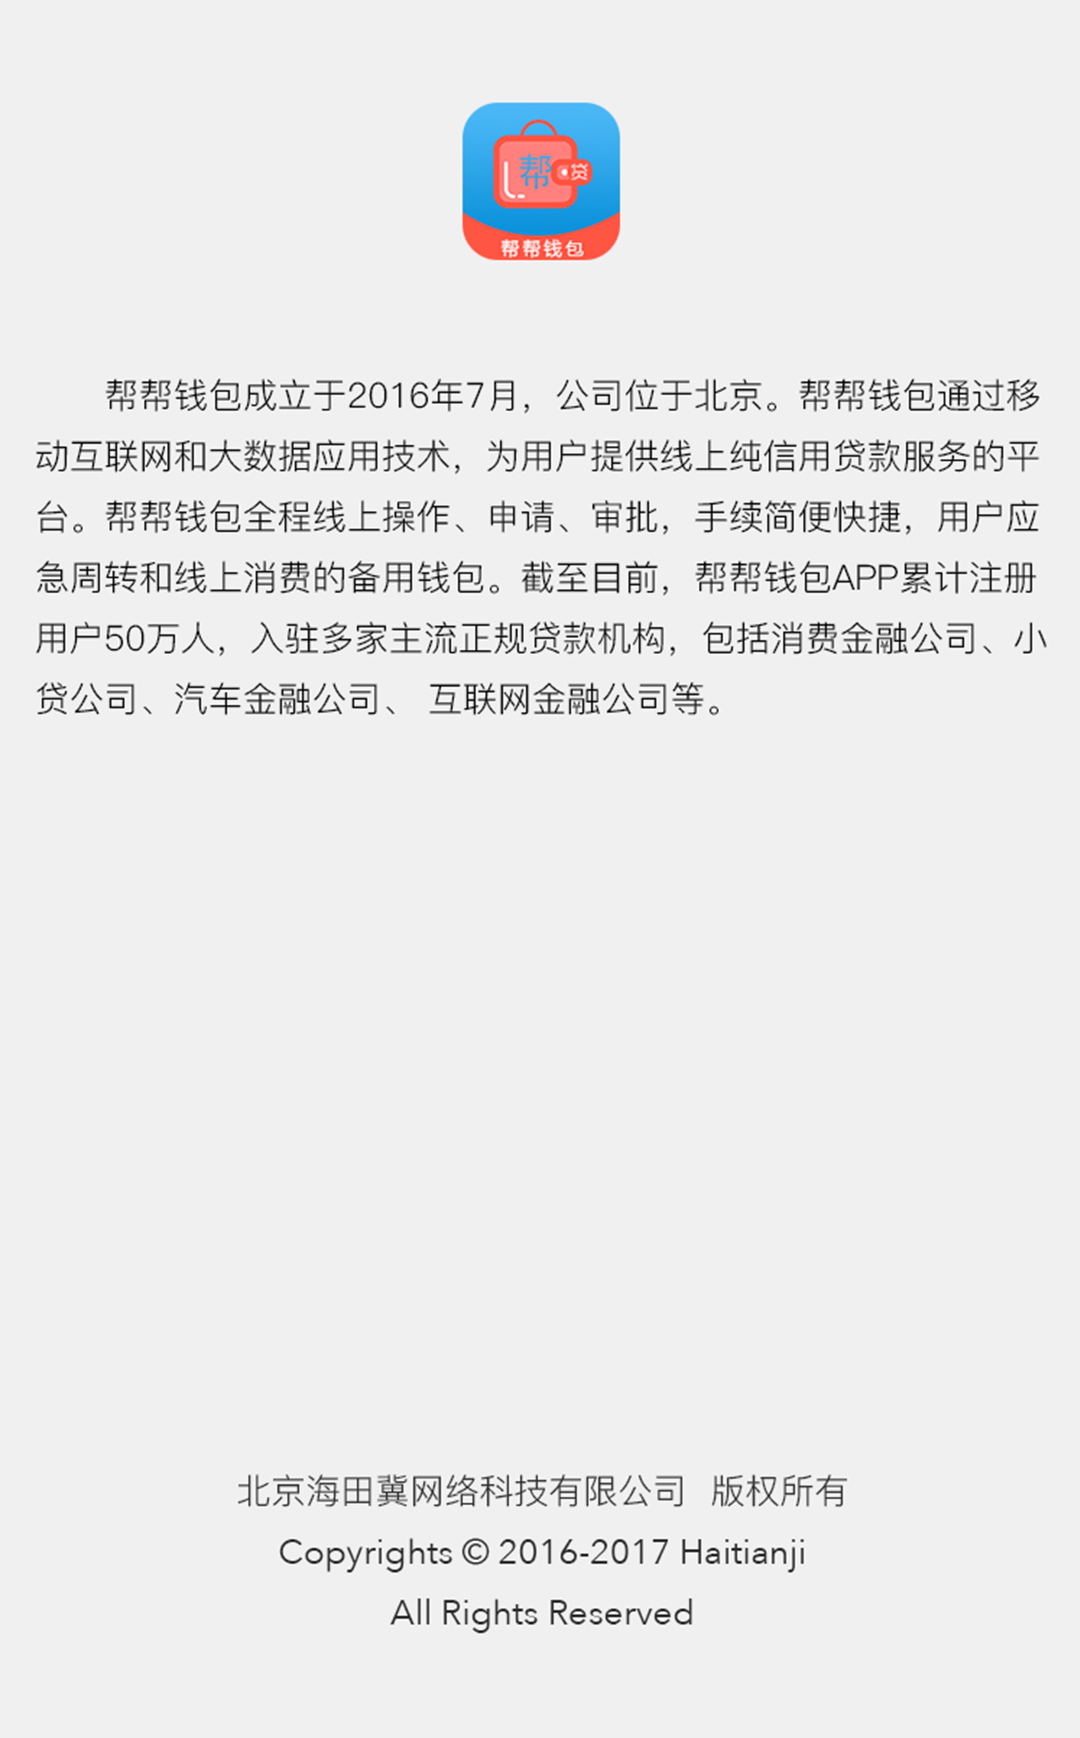 帮
贷
帮帮钱包
帮帮钱包成立于2016年7月，公司位于北京。帮帮钱包通过移
动互联网和大数据应用技术，为用户提供线上纯信用贷款服务的平
台。帮帮钱包全程线上操作、申请、审批，手续简便快捷，用户应
急周转和线上消费的备用钱包。截至目前，帮帮钱包APP累计注册
用户50万人，入驻多家主流正规贷款机构，包括消费金融公司、小
贷公司、汽车金融公司、 互联网金融公司等。
北京海田冀网络科技有限公司 版权所有
Copyrights © 2016-2017 Haitianji
All Rights Reserved